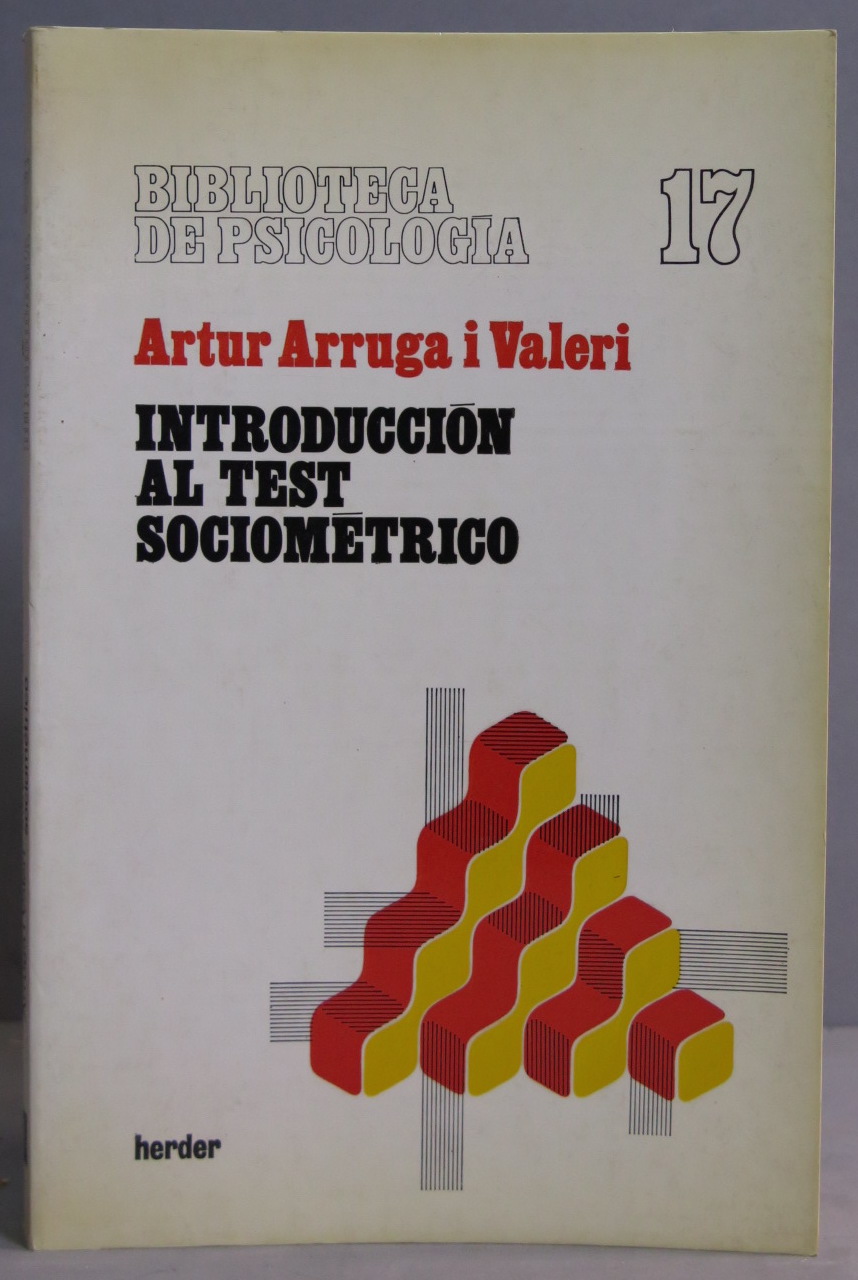 BIBLIOTECA
DE PSICOLOGÍA
17
Artur Arruga i Valeri
INTRODUCCIÓN
AL TEST
SOCIOMÉTRICO
herder